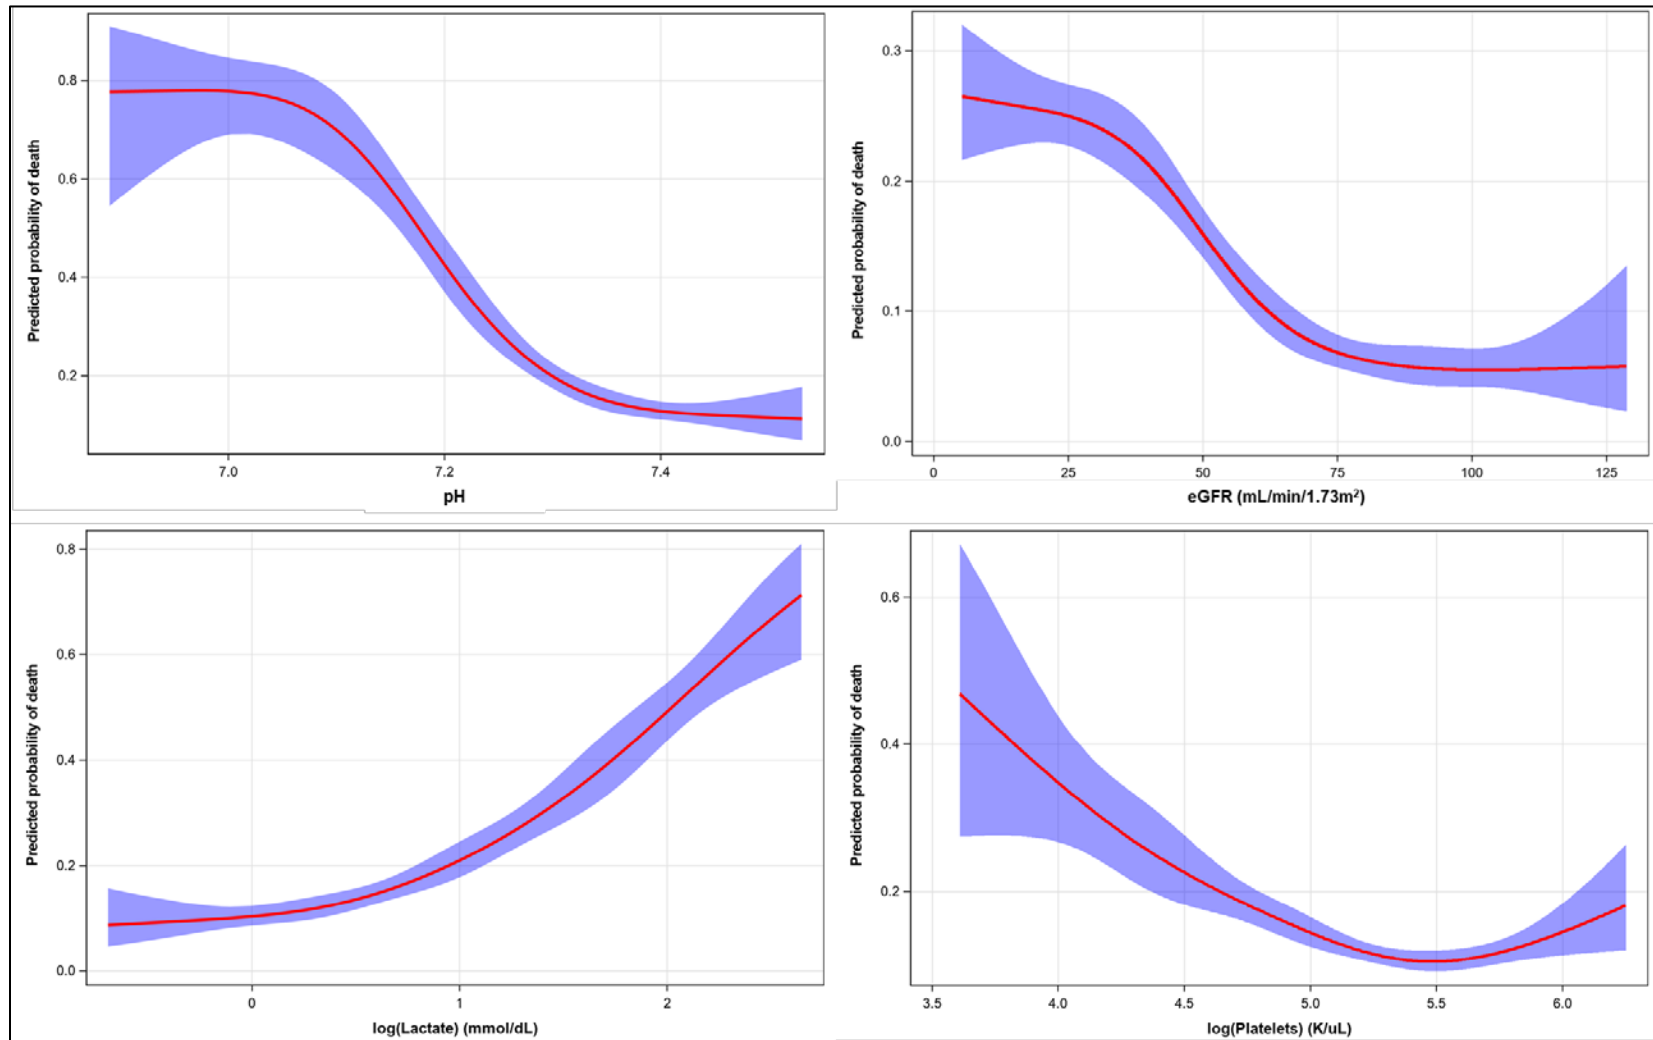 Predicted probability of death
0.8
0.6
0.4
0.2
7.0 7.2 7.4
pH
Predicted probability of death
0.3
0.2
0.1
0.0
0 25 50 75 100 125
eGFR (mL/min/1.73m²)
Predicted probability of death
0.8
0.6
0.4
0.2
0.0
0 1 2
log(Lactate) (mmol/dL)
Predicted probability of death
0.6
0.4
0.2
3.5 4.0 4.5 5.0 5.5 6.0
log(Platelets) (K/uL)